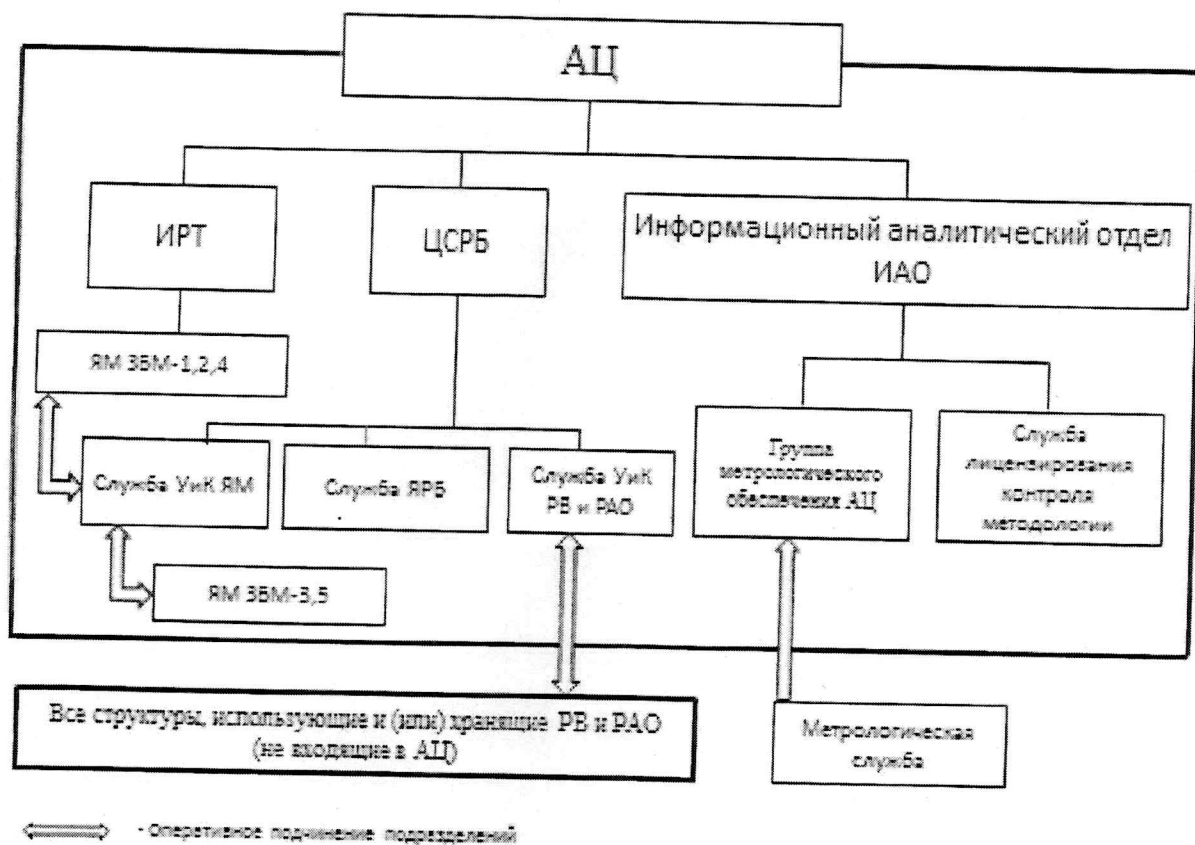 АЦ
ИРТ
ЦСРБ
Информационный аналитический отдел
ИАО
ЯМ ЗБМ-1,2,4
Служба УиК ЯМ
Служба ЯРБ
Служба УиК
РВ и РАО
Группа
метрологического
обеспечения АЦ
Служба
лицензирования
контроля
методологии
ЯМ ЗБМ-3,5
Все структуры, использующие и (или) хранящие РВ и РАО
(не входящие в АЦ)
Метрологическая
служба
- Оперативное подчинение подразделений